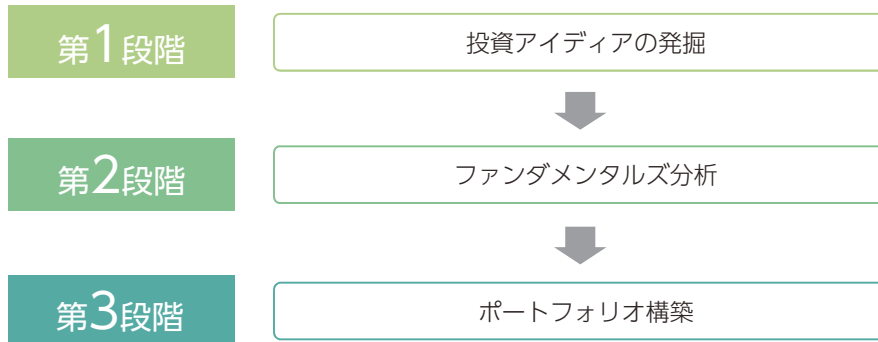 第1段階
投資アイディアの発掘
第2段階
ファンダメンタルズ分析
第3段階
ポートフォリオ構築